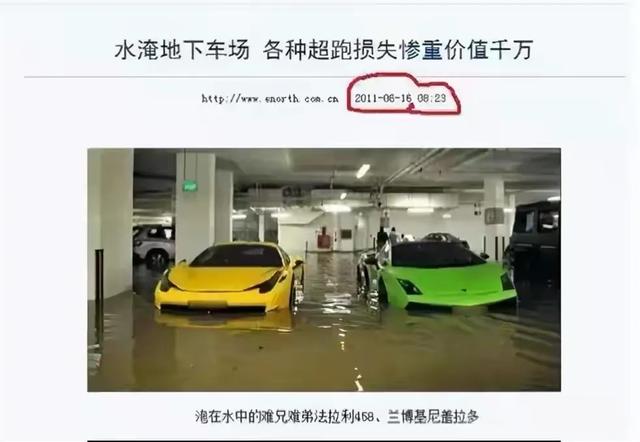 水淹地下车场 各种超跑损失惨重价值千万
http://www.enorth.com.cn 2011-06-16 08:23
泡在水中的难兄难弟法拉利458、兰博基尼盖拉多